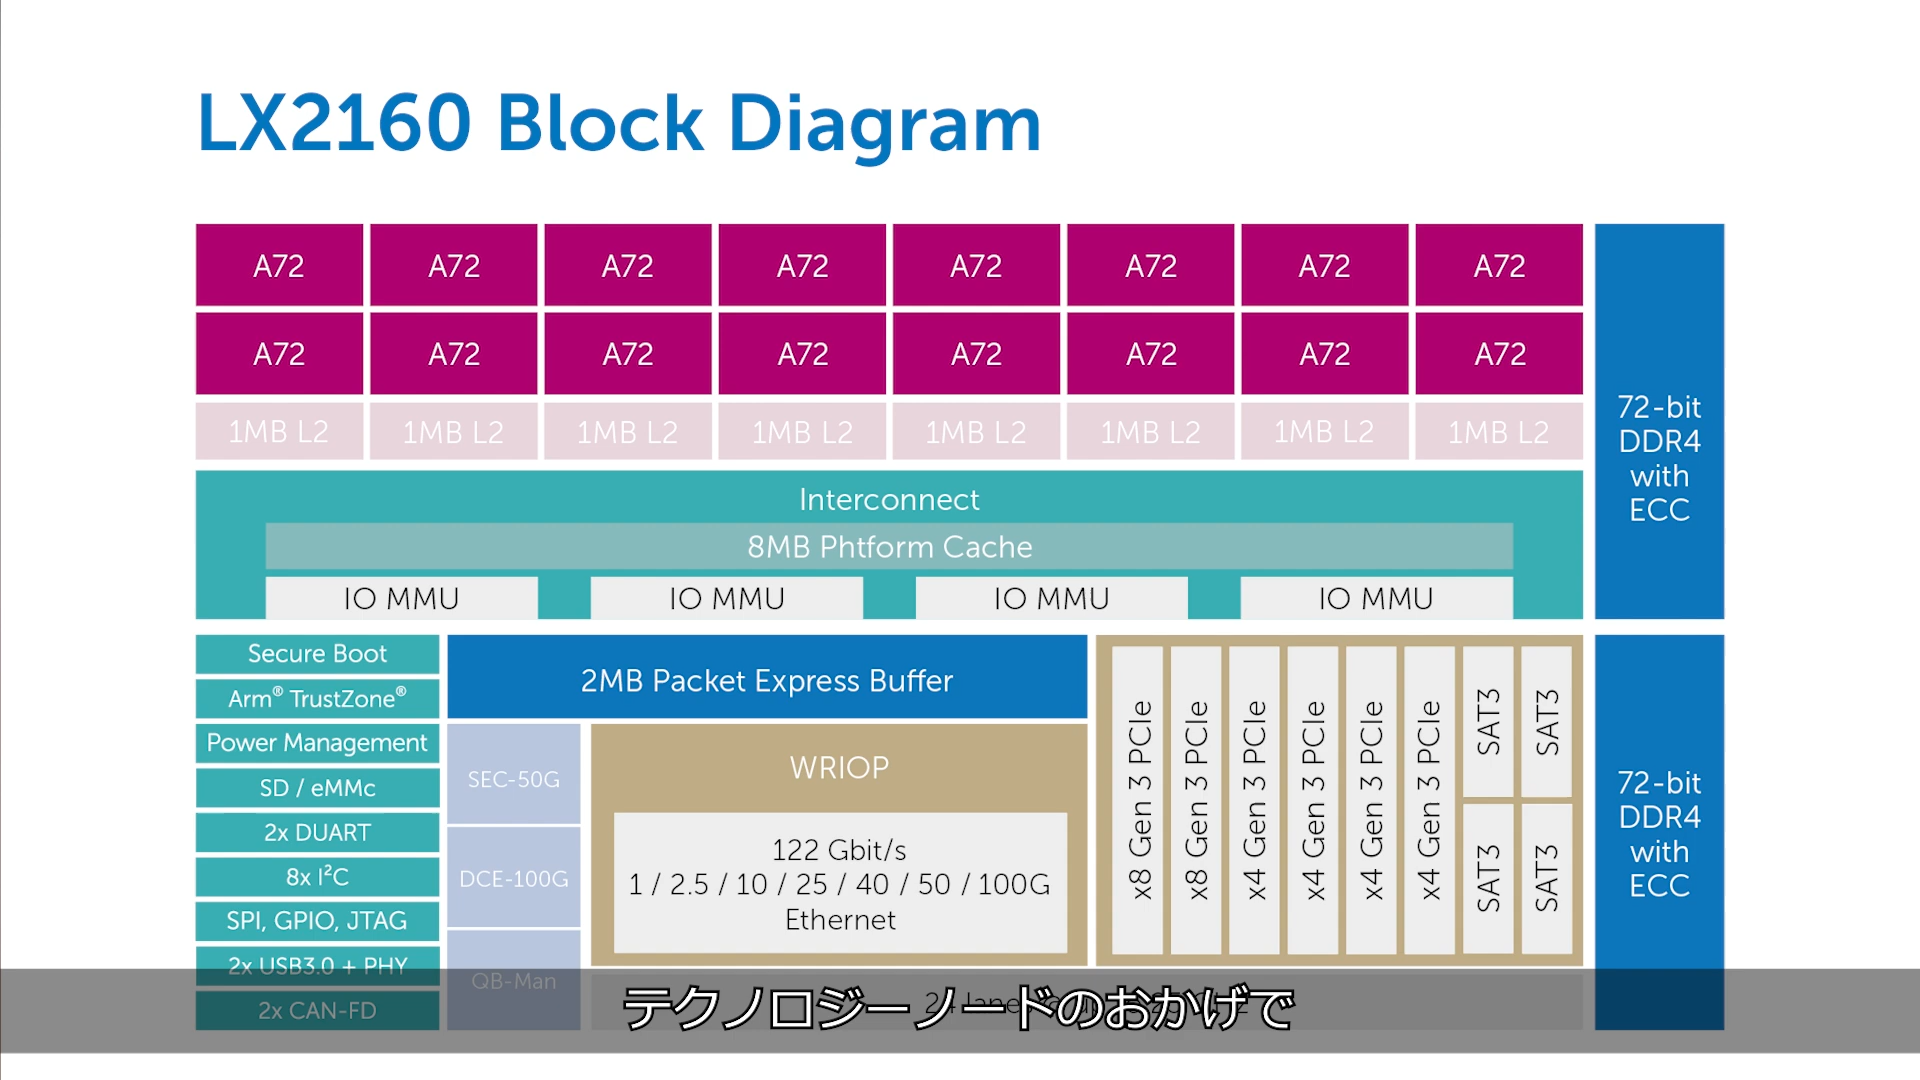 LX2160 Block Diagram
A72 A72 A72 A72 A72 A72 A72 A72
A72 A72 A72 A72 A72 A72 A72 A72
1MB L2 1MB L2 1MB L2 1MB L2 1MB L2 1MB L2 1MB L2 1MB L2
72-bit
DDR4
with
ECC
Interconnect
8MB Phtform Cache
IO MMU IO MMU IO MMU IO MMU
Secure Boot
Arm® TrustZone®
Power Management
SD / eMMc
2x DUART
8x I²C
SPI, GPIO, JTAG
2x USB3.0 + PHY
2x CAN-FD
2MB Packet Express Buffer
SEC-50G
DCE-100G
QB-Man
WRIOP
122 Gbit/s
1 / 2.5 / 10 / 25 / 40 / 50 / 100G
Ethernet
x8 Gen 3 PCIe
x8 Gen 3 PCIe
x4 Gen 3 PCIe
x4 Gen 3 PCIe
x4 Gen 3 PCIe
x4 Gen 3 PCIe
SAT3
SAT3
SAT3
SAT3
72-bit
DDR4
with
ECC
テクノロジーノードのおかげで